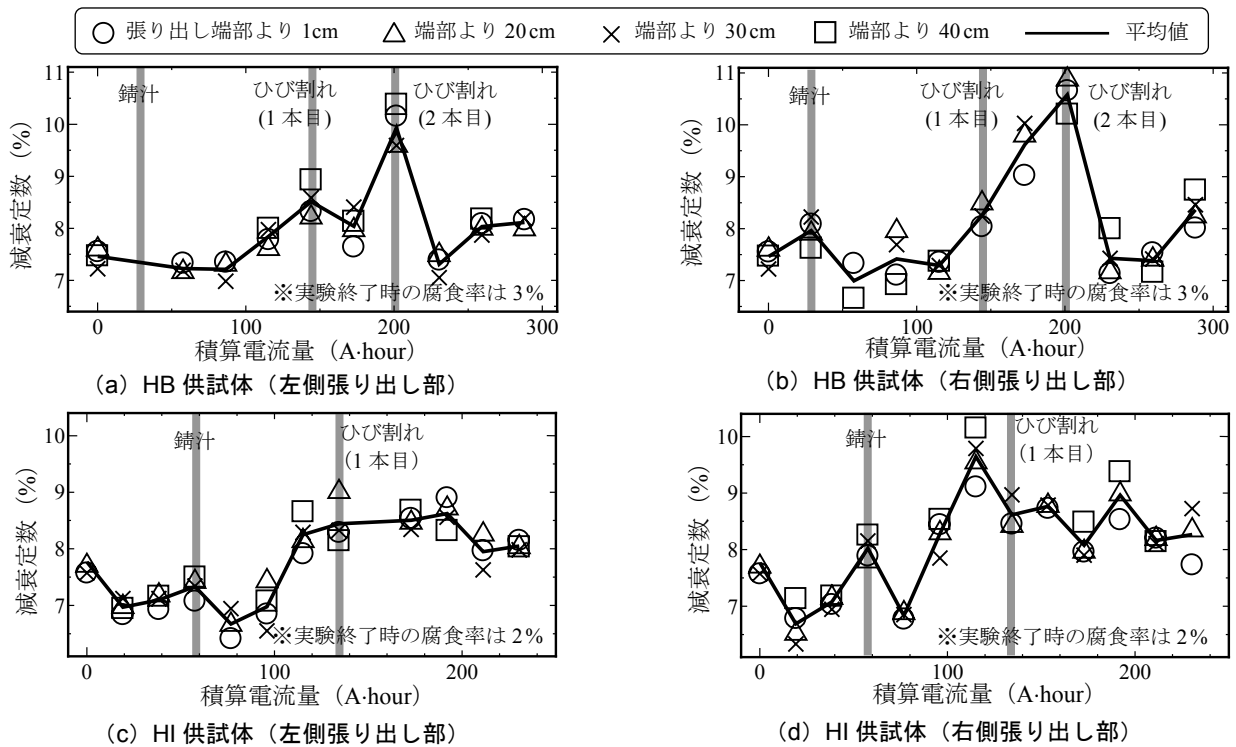 張り出し端部より 1cm 端部より 20cm 端部より 30cm 端部より 40cm 平均値
11
10
9
8
7
減衰定数 (%)
錆汁
ひび割れ
(1 本目)
ひび割れ
(2 本目)
※実験終了時の腐食率は 3%
0 100 200 300
積算電流量 (A·hour)
(a) HB 供試体（左側張り出し部）
11
10
9
8
7
減衰定数 (%)
錆汁
ひび割れ
(1 本目)
ひび割れ
(2 本目)
※実験終了時の腐食率は 3%
0 100 200 300
積算電流量 (A·hour)
(b) HB 供試体（右側張り出し部）
10
9
8
7
減衰定数 (%)
錆汁
ひび割れ
（1 本目）
※実験終了時の腐食率は 2%
0 100 200
積算電流量 (A·hour)
(c) HI 供試体（左側張り出し部）
10
9
8
7
減衰定数 (%)
錆汁
ひび割れ
（1 本目）
※実験終了時の腐食率は 2%
0 100 200
積算電流量 (A·hour)
(d) HI 供試体（右側張り出し部）